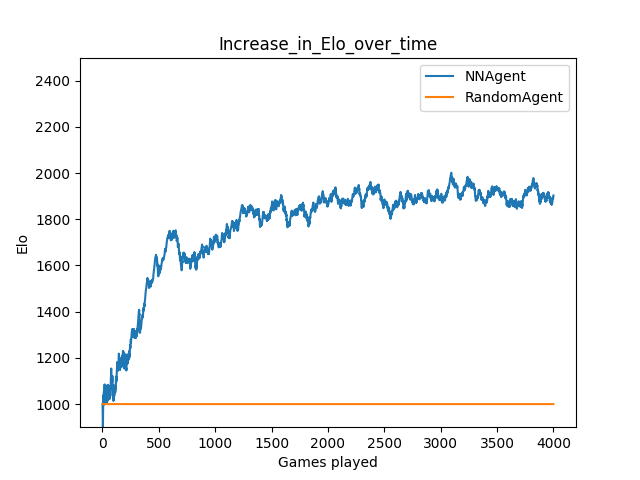 Increase_in_Elo_over_time
NNAgent
RandomAgent
2400
2200
2000
1800
1600
1400
1200
1000
Elo
0 500 1000 1500 2000 2500 3000 3500 4000
Games played